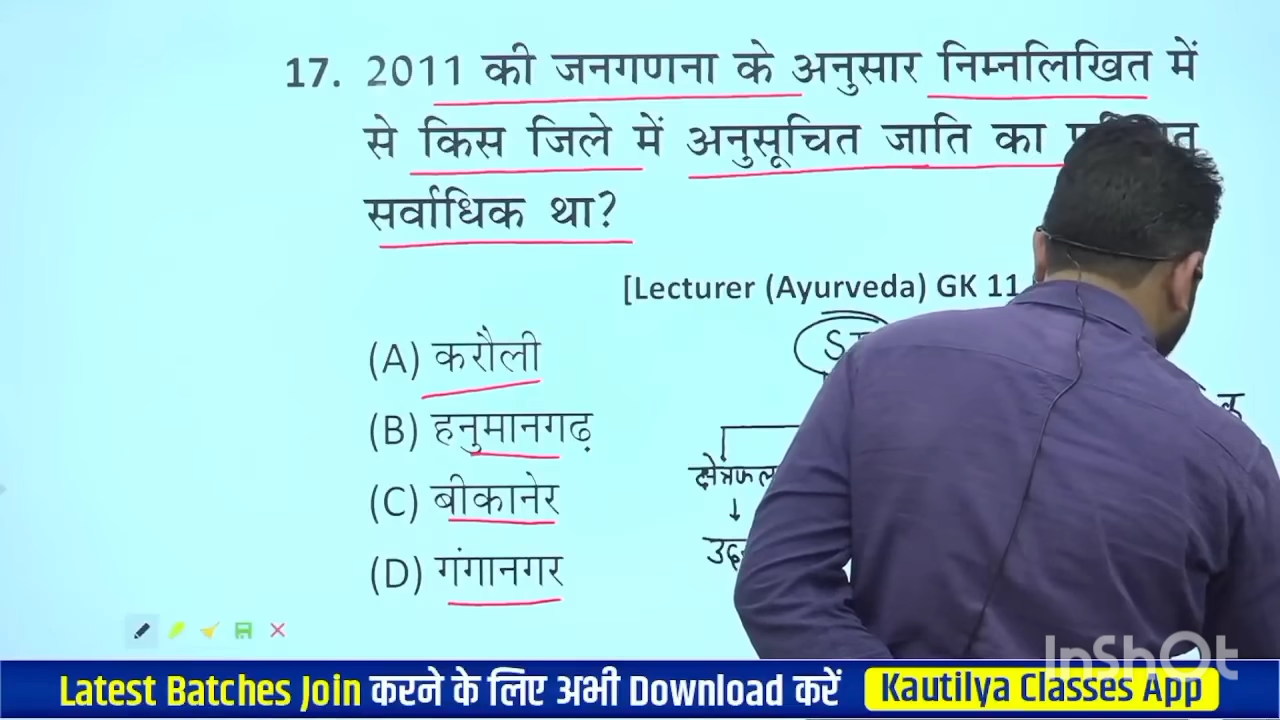 17. 2011 की जनगणना के अनुसार निम्नलिखित में
से किस जिले में अनुसूचित जाति का
सर्वाधिक था?
[Lecturer (Ayurveda) GK 11
(A) करौली
(B) हनुमानगढ़
(C) बीकानेर
(D) गंगानगर
क्षेत्रफल
InShOt
Latest Batches Join करने के लिए अभी Download करें Kautilya Classes App